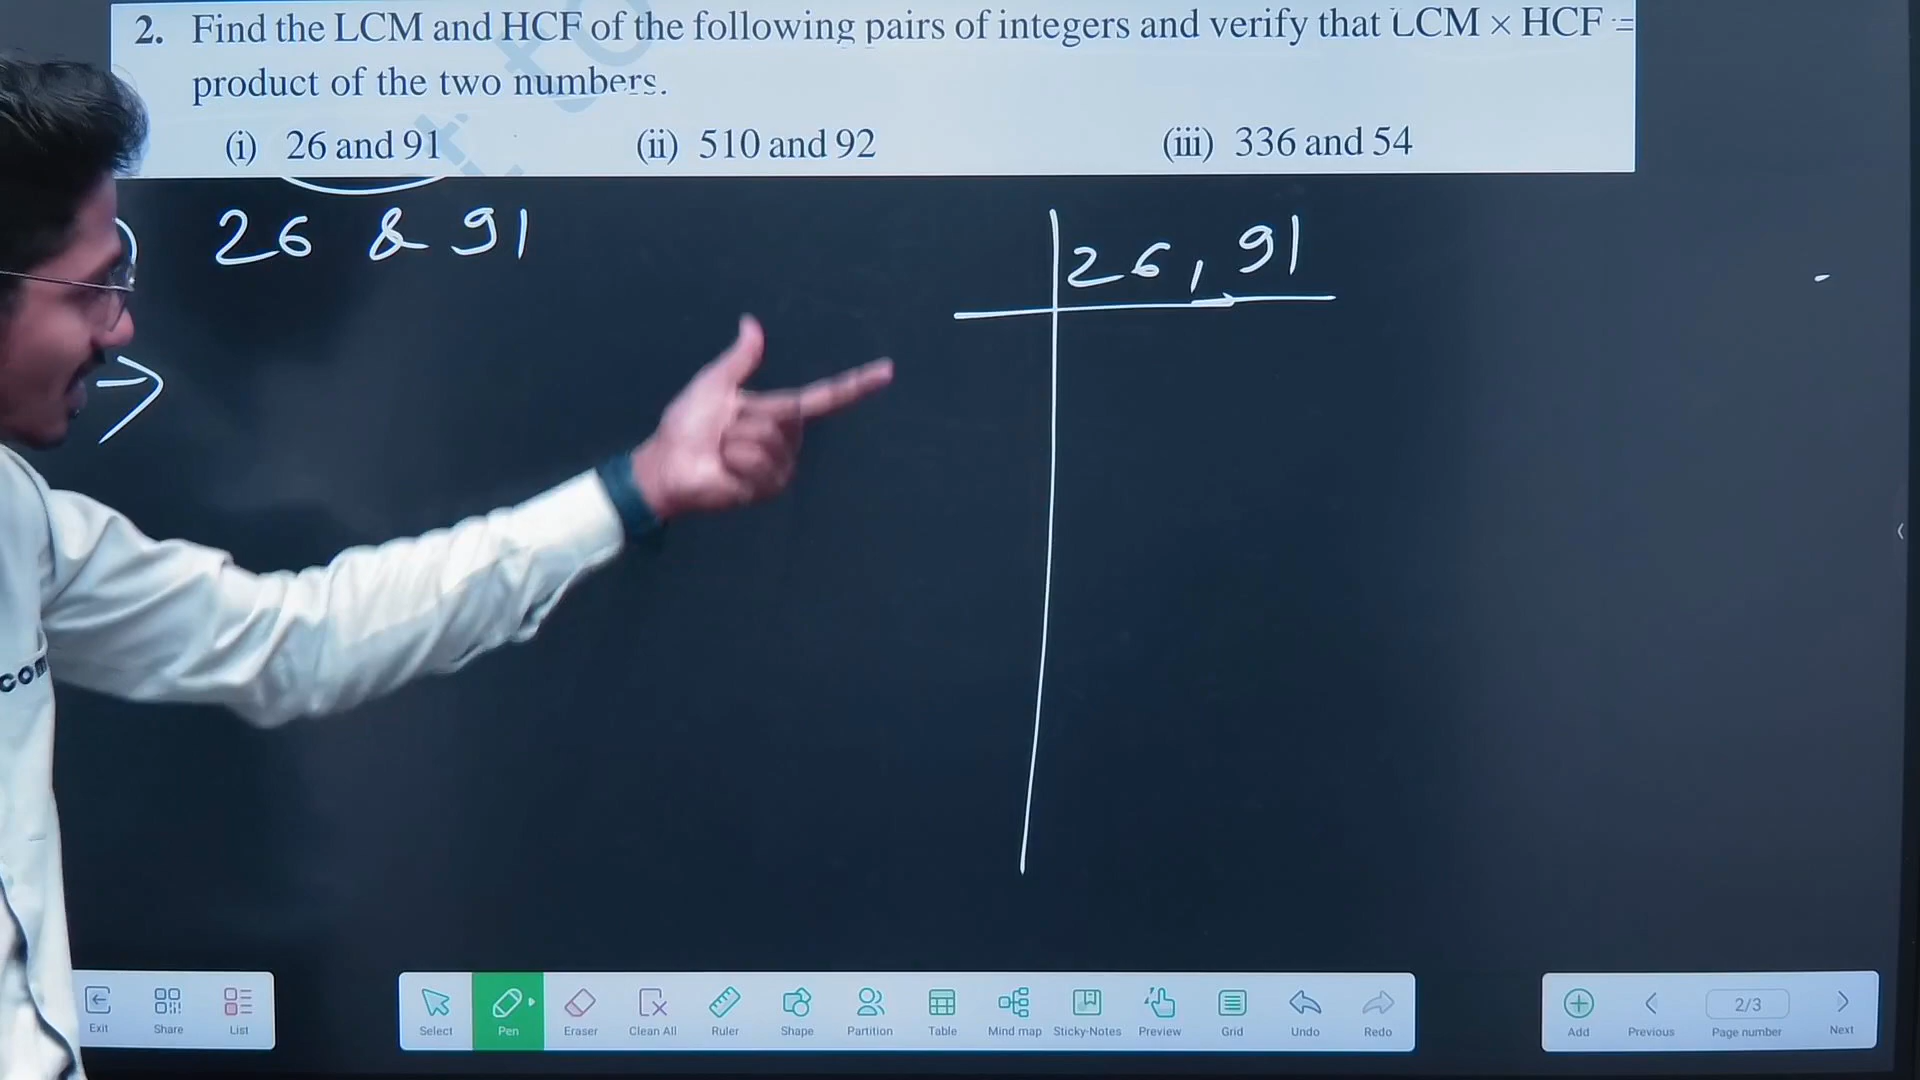 2. Find the LCM and HCF of the following pairs of integers and verify that LCM × HCF =
product of the two numbers.
(i) 26 and 91 (ii) 510 and 92 (iii) 336 and 54
26 & 91
26, 91
com
Exit Share List Select Pen Eraser Clean All Ruler Shape Partition Table Mind map Sticky-Notes Preview Grid Undo Redo Add Previous 2/3 Page number Next